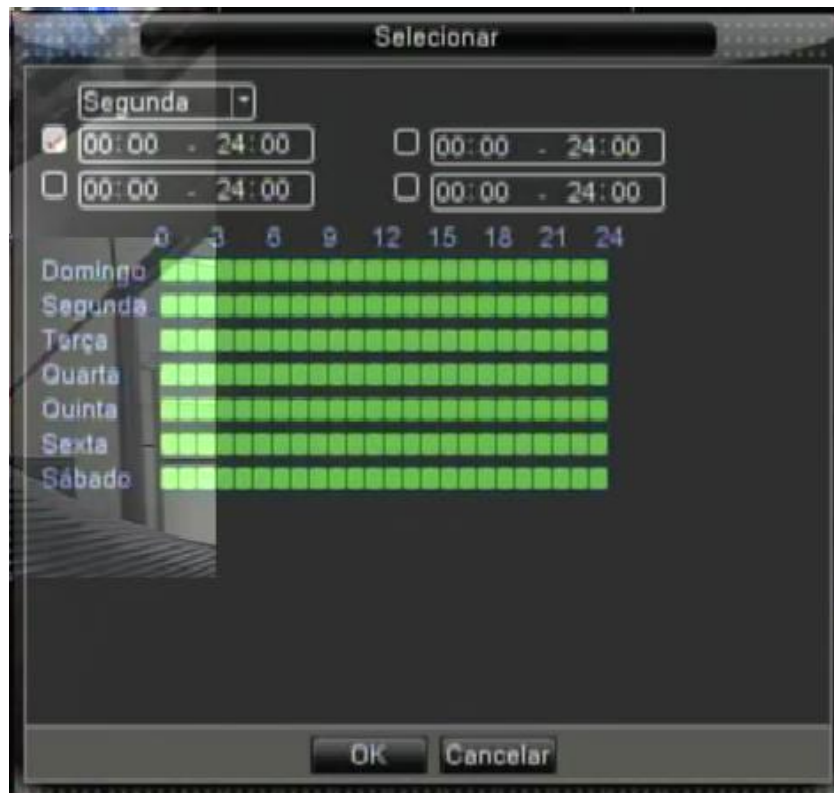 Selecionar
Segunda
00:00 - 24:00 00:00 - 24:00
00:00 - 24:00 00:00 - 24:00
0 3 6 9 12 15 18 21 24
Domingo
Segunda
Terça
Quarta
Quinta
Sexta
Sábado
OK Cancelar